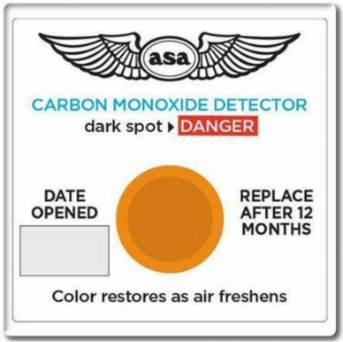 asa
CARBON MONOXIDE DETECTOR
dark spot ▸ DANGER
DATE
OPENED
REPLACE
AFTER 12
MONTHS
Color restores as air freshens